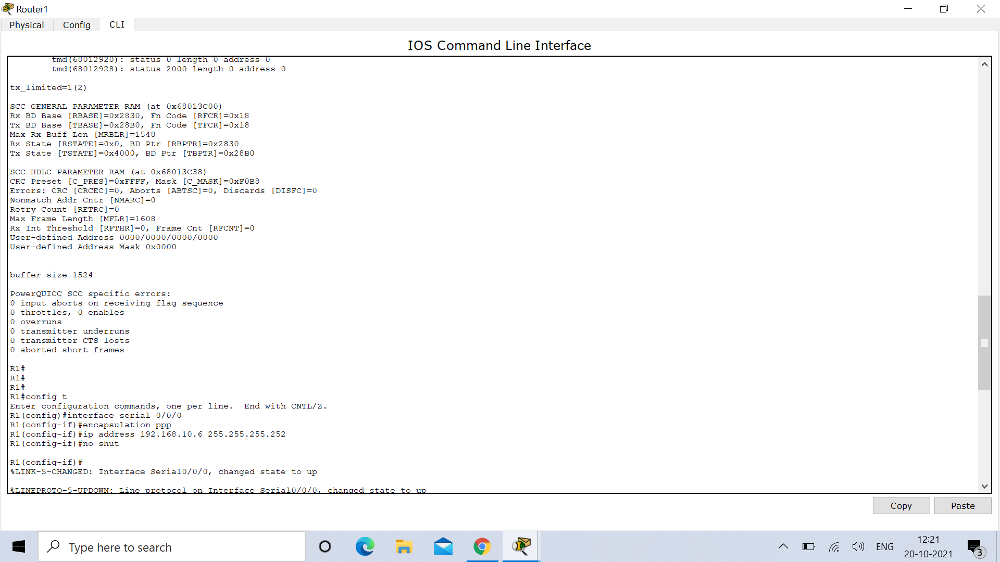 Router1
Physical Config CLI
IOS Command Line Interface
tmd(68012920): status 0 length 0 address 0
tmd(68012928): status 2000 length 0 address 0
tx_limited=1(2)
SCC GENERAL PARAMETER RAM (at 0x68013C00)
Rx BD Base [RBASE]=0x2830, Fn Code [RFCR]=0x18
Tx BD Base [TBASE]=0x28B0, Fn Code [TFCR]=0x18
Max Rx Buff Len [MRBLR]=1548
Rx State [RSTATE]=0x0, BD Ptr [RBPTR]=0x2830
Tx State [TSTATE]=0x4000, BD Ptr [TBPTR]=0x28B0
SCC HDLC PARAMETER RAM (at 0x68013C38)
CRC Preset [C_PRES]=0xFFFF, Mask [C_MASK]=0xF0B8
Errors: CRC [CRCEC]=0, Aborts [ABTSC]=0, Discards [DISFC]=0
Nonmatch Addr Cntr [NMARC]=0
Retry Count [RETRC]=0
Max Frame Length [MFLR]=1608
Rx Int Threshold [RFTHR]=0, Frame Cnt [RFCNT]=0
User-defined Address 0000/0000/0000/0000
User-defined Address Mask 0x0000
buffer size 1524
PowerQUICC SCC specific errors:
0 input aborts on receiving flag sequence
0 throttles, 0 enables
0 overruns
0 transmitter underruns
0 transmitter CTS losts
0 aborted short frames
R1#
R1#
R1#
R1#config t
Enter configuration commands, one per line.  End with CNTL/Z.
R1(config)#interface serial 0/0/0
R1(config-if)#encapsulation ppp
R1(config-if)#ip address 192.168.10.6 255.255.255.252
R1(config-if)#no shut
R1(config-if)#
%LINK-5-CHANGED: Interface Serial0/0/0, changed state to up
%LINEPROTO-5-UPDOWN: Line protocol on Interface Serial0/0/0, changed state to up
Copy Paste
Type here to search
ENG
12:21
20-10-2021
3